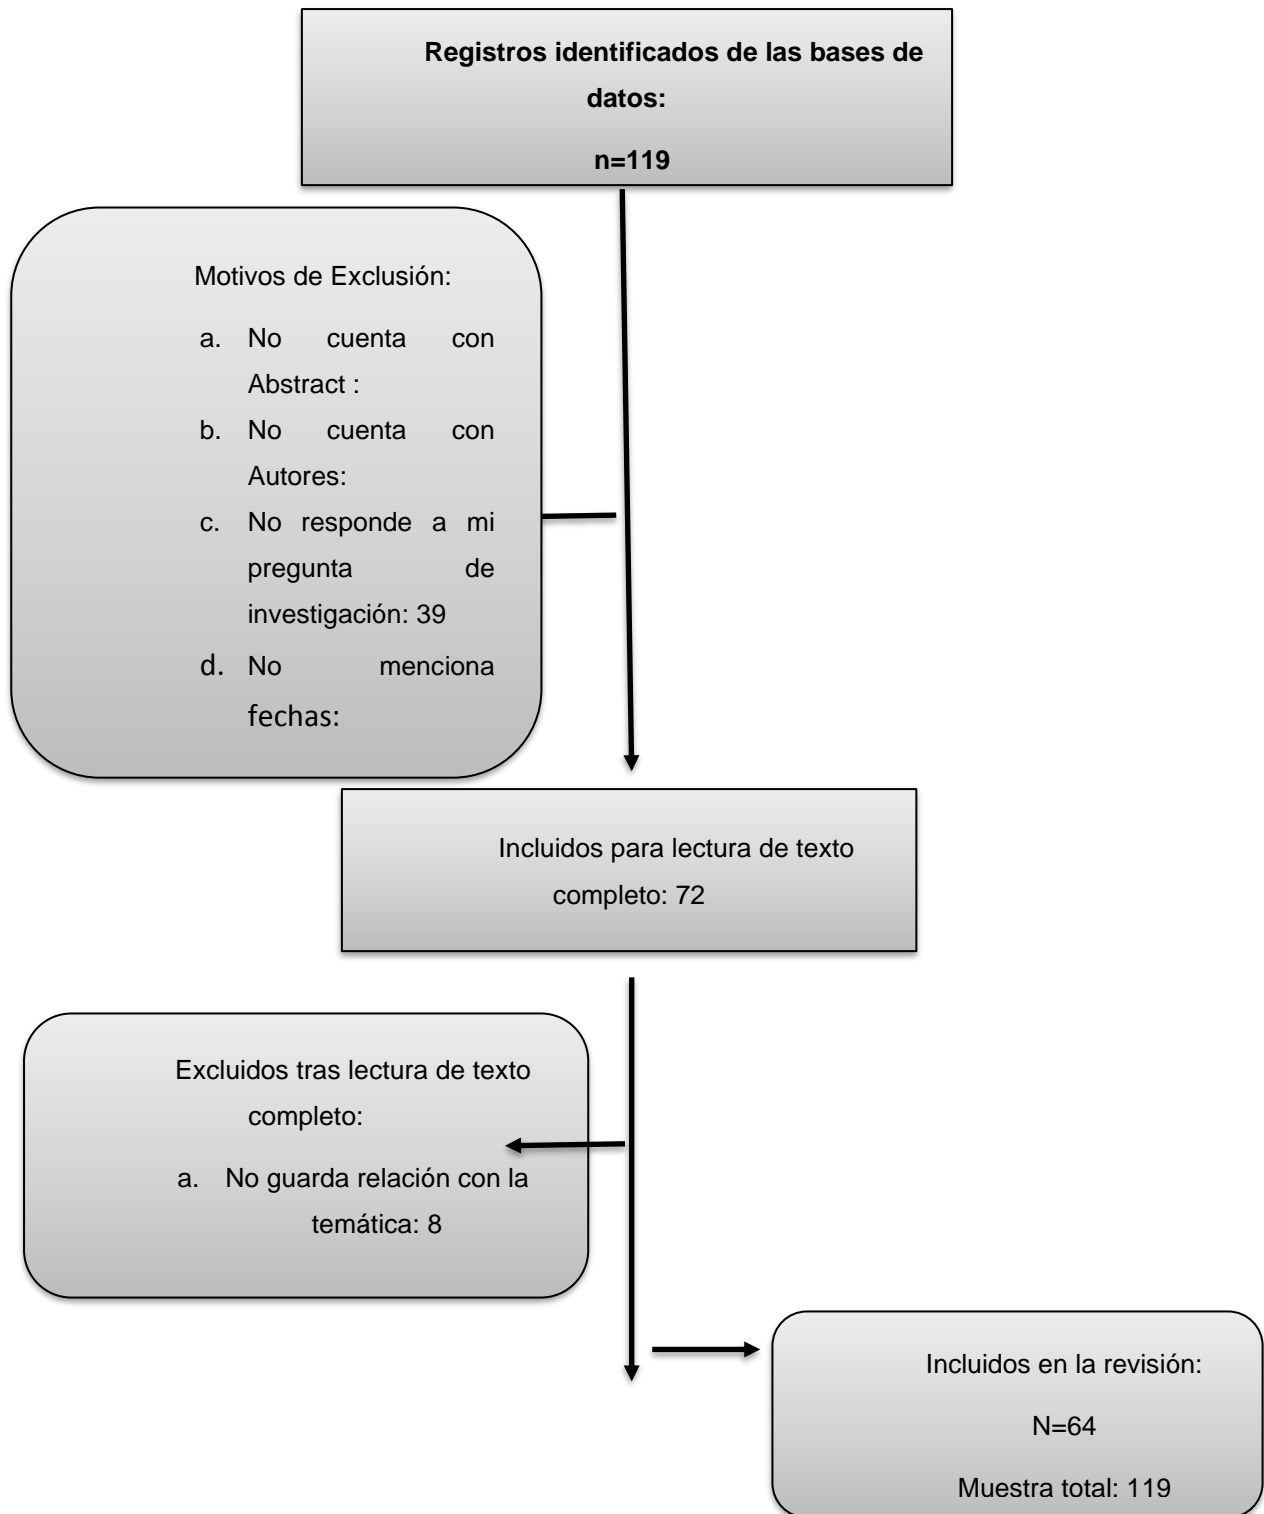 Registros identificados de las bases de
datos:
n=119
Motivos de Exclusión:
a. No cuenta con
Abstract :
b. No cuenta con
Autores:
c. No responde a mi
pregunta de
investigación: 39
d. No menciona
fechas:
Incluidos para lectura de texto
completo: 72
Excluidos tras lectura de texto
completo:
a. No guarda relación con la
temática: 8
Incluidos en la revisión:
N=64
Muestra total: 119